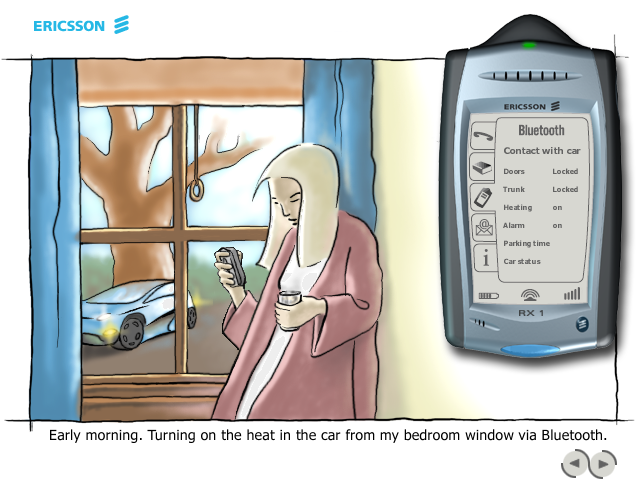 ERICSSON
ERICSSON
Bluetooth
Contact with car
Doors Locked
Trunk Locked
Heating on
Alarm on
Parking time
Car status
i
RX 1
Early morning. Turning on the heat in the car from my bedroom window via Bluetooth.